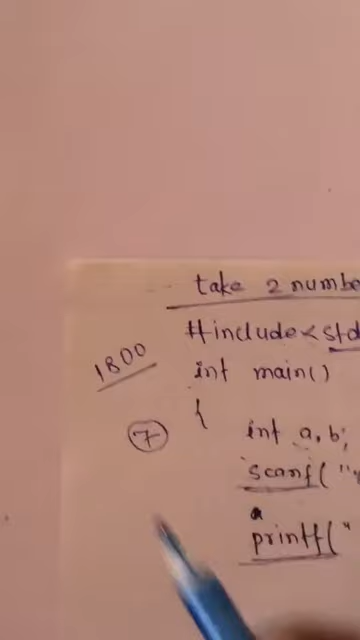 take 2 numbe
#include<std
1800
int main()
{
7
int a, b;
scanf("
a
printf("